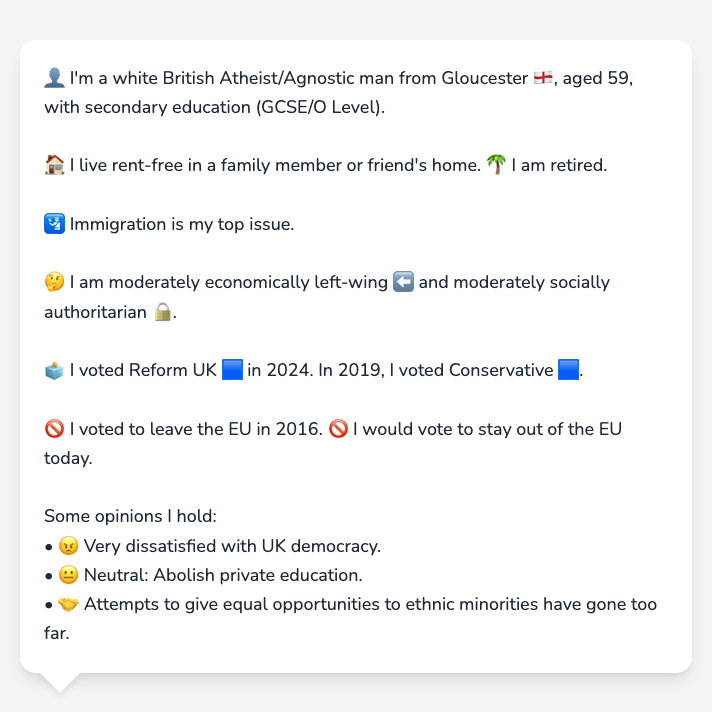 👤 I'm a white British Atheist/Agnostic man from Gloucester 🏴󠁧󠁢󠁥󠁮󠁧󠁿, aged 59,
with secondary education (GCSE/O Level).
🏠 I live rent-free in a family member or friend's home. 🌴 I am retired.
🛂 Immigration is my top issue.
🤔 I am moderately economically left-wing ⬅️ and moderately socially
authoritarian 🔒.
🗳️ I voted Reform UK 🟦 in 2024. In 2019, I voted Conservative 🟦.
🚫 I voted to leave the EU in 2016. 🚫 I would vote to stay out of the EU
today.
Some opinions I hold:
• 😠 Very dissatisfied with UK democracy.
• 😐 Neutral: Abolish private education.
• 🤝 Attempts to give equal opportunities to ethnic minorities have gone too
far.